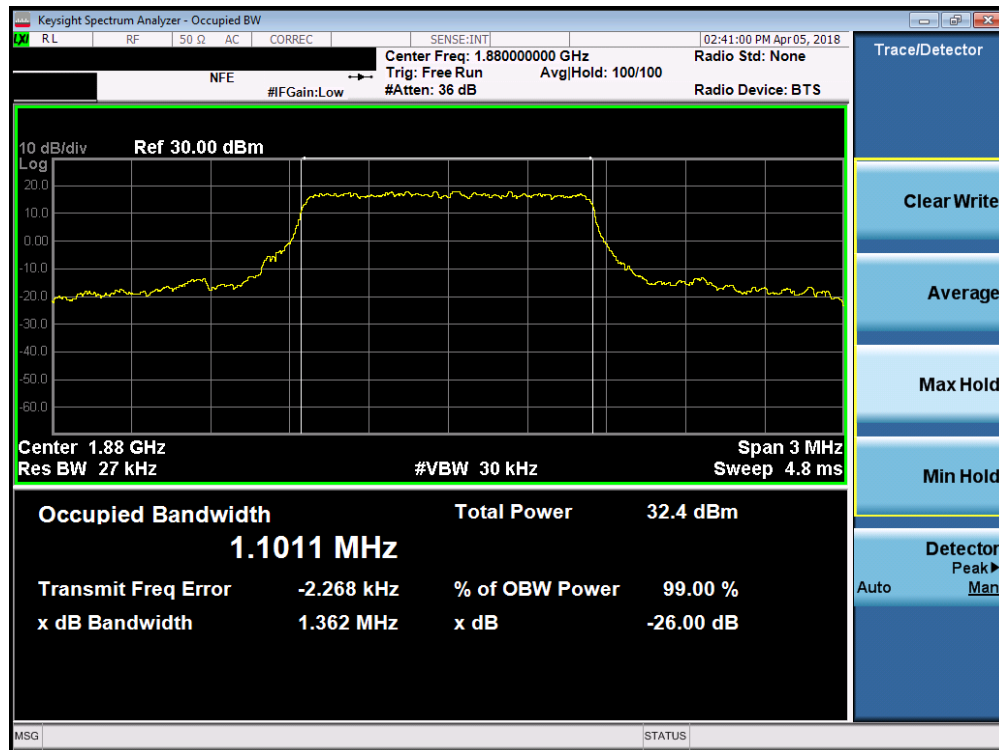 Keysight Spectrum Analyzer - Occupied BW
LXI RL RF 50 Ω AC CORREC SENSE:INT 02:41:00 PM Apr 05, 2018
Center Freq: 1.880000000 GHz Radio Std: None
NFE Trig: Free Run Avg|Hold: 100/100
#IFGain:Low #Atten: 36 dB Radio Device: BTS
10 dB/div Ref 30.00 dBm
Log
20.0
10.0
0.00
-10.0
-20.0
-30.0
-40.0
-50.0
-60.0
Center 1.88 GHz Span 3 MHz
Res BW 27 kHz #VBW 30 kHz Sweep 4.8 ms
Occupied Bandwidth Total Power 32.4 dBm
1.1011 MHz
Transmit Freq Error -2.268 kHz % of OBW Power 99.00 %
x dB Bandwidth 1.362 MHz x dB -26.00 dB
MSG STATUS
Trace/Detector
Clear Write
Average
Max Hold
Min Hold
Detector
Peak▶
Auto Man